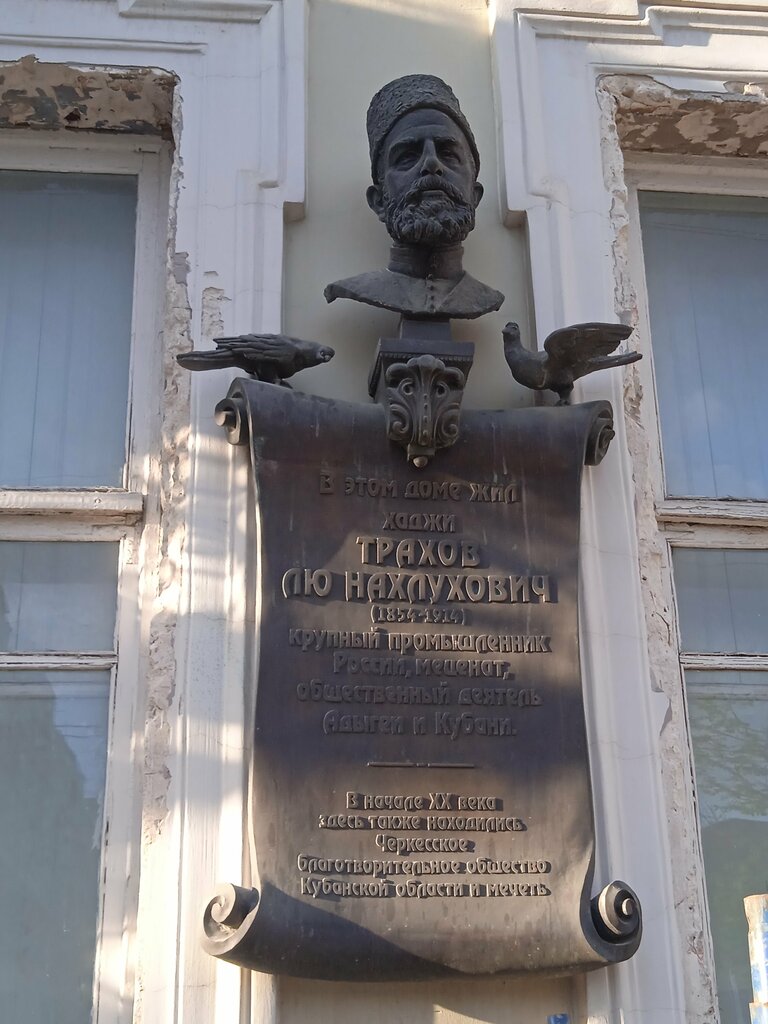 В этом доме жил
хаджи
ТРАХОВ
ЛЮ НАХЛУХОВИЧ
(1854-1914)
крупный промышленник
России, меценат,
общественный деятель
Адыгеи и Кубани.
В начале XX века
здесь также находились
Черкесское
благотворительное общество
Кубанской области и мечеть